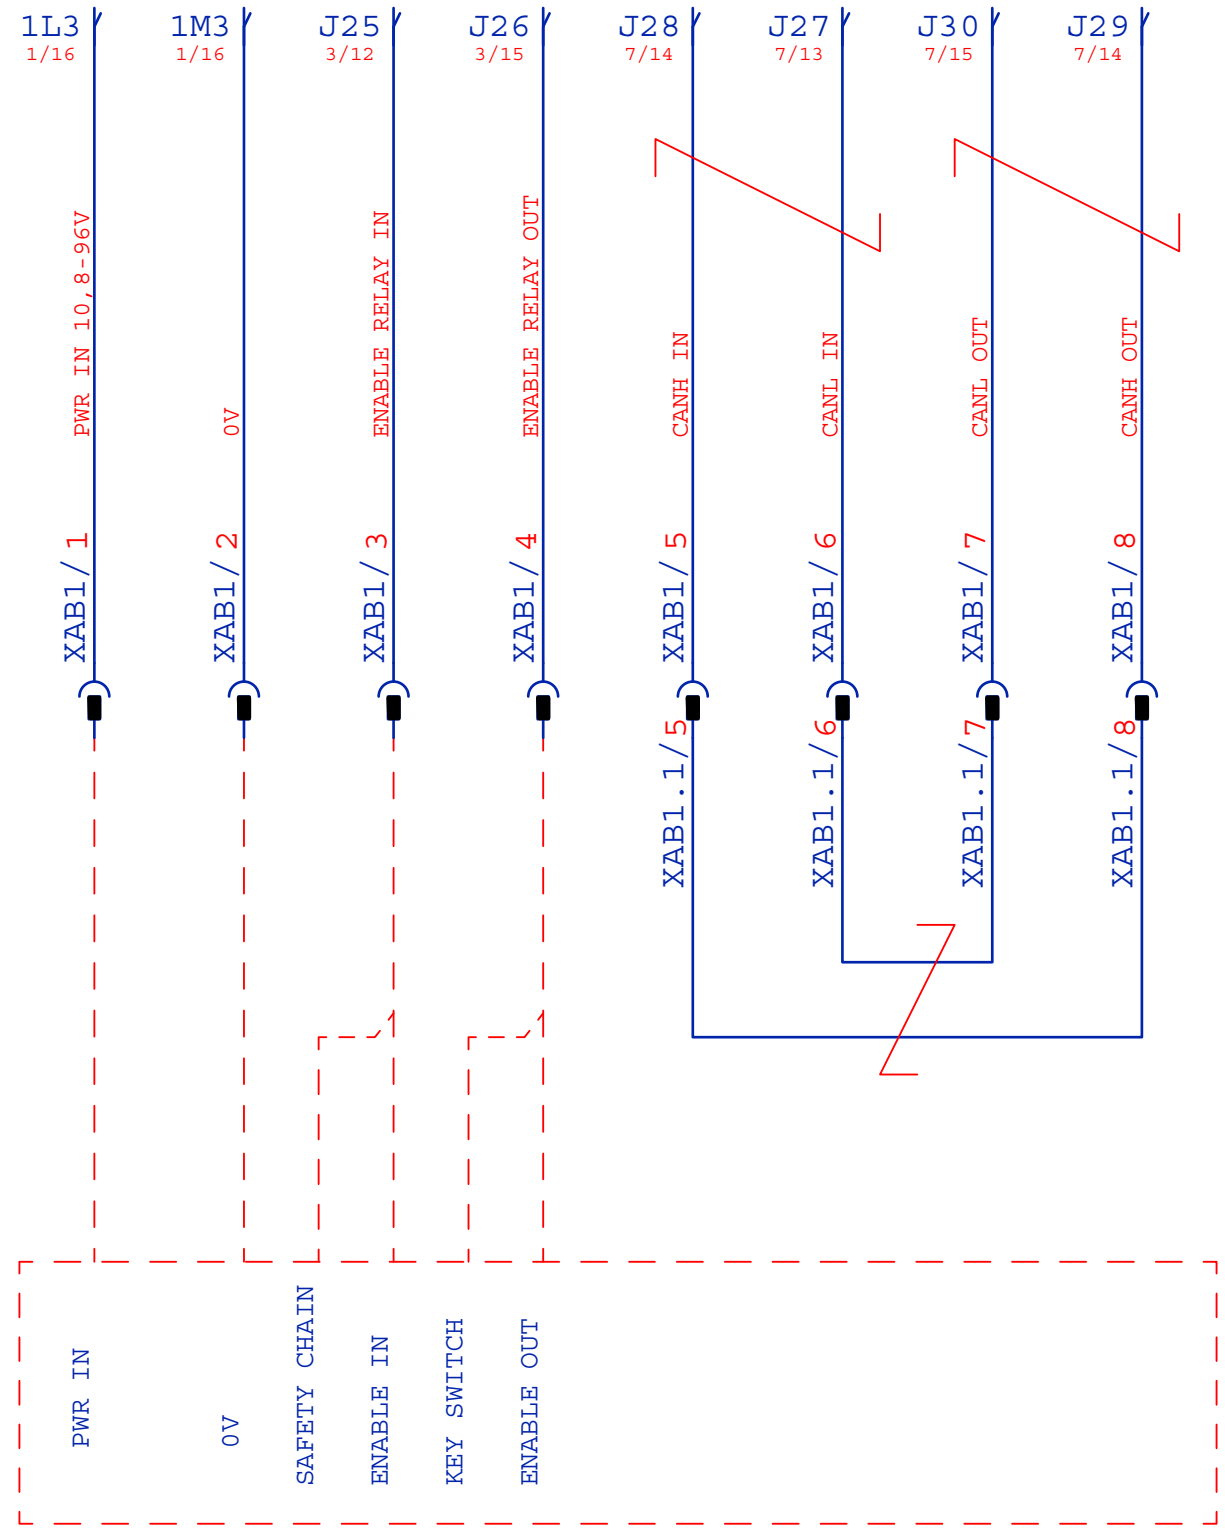 1L3
1/16
1M3
1/16
J25
3/12
J26
3/15
J28
7/14
J27
7/13
J30
7/15
J29
7/14
PWR IN 10,8-96V
0V
ENABLE RELAY IN
ENABLE RELAY OUT
CANH IN
CANL IN
CANL OUT
CANH OUT
XAB1/1
XAB1/2
XAB1/3
XAB1/4
XAB1/5
XAB1/6
XAB1/7
XAB1/8
XAB1.1/5
XAB1.1/6
XAB1.1/7
XAB1.1/8
PWR IN
0V
SAFETY CHAIN
ENABLE IN
KEY SWITCH
ENABLE OUT